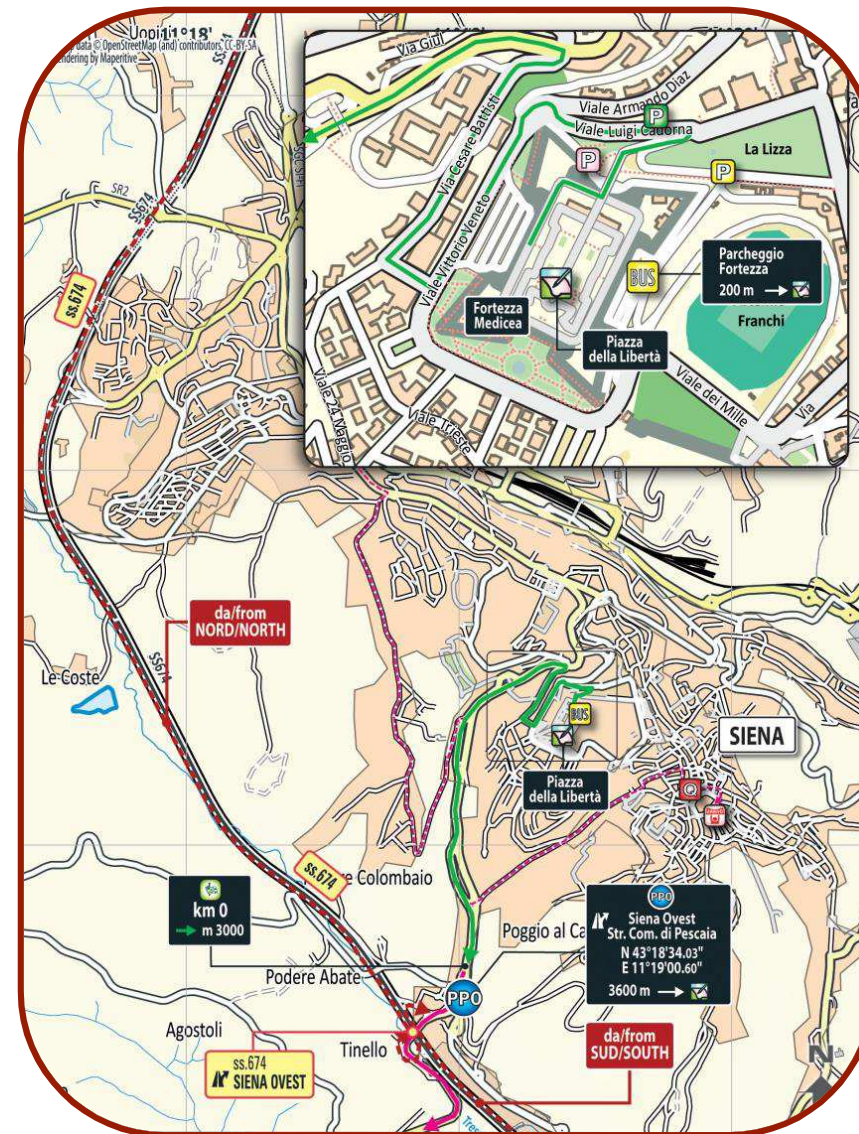 11°18'
data © OpenStreetMap (and) contributors, CC-BY-SA
Rendering by Maperitive
SS674
SR2
SS674
ss.674
Via Giul
Via Cesare Battisti
Viale Armando Diaz
P
Viale Luigi Cadorna
P
La Lizza
P
Viale Vittorio Veneto
BUS
Parcheggio
Fortezza
200 m
Franchi
Fortezza
Medicea
Piazza
della Libertà
Viale dei Mille
Via
Viale 24 Maggio
Viale Trieste
da/from
NORD/NORTH
SS674
Le Coste
BUS
SIENA
Piazza
della Libertà
Q
ss.674
Colombaio
km 0
m 3000
Poggio al
PPO
Siena Ovest
Str. Com. di Pescaia
N 43°18'34.03"
E 11°19'00.60"
3600 m
Podere Abate
PPO
Agostoli
Tinello
ss.674
SIENA OVEST
da/from
SUD/SOUTH
N